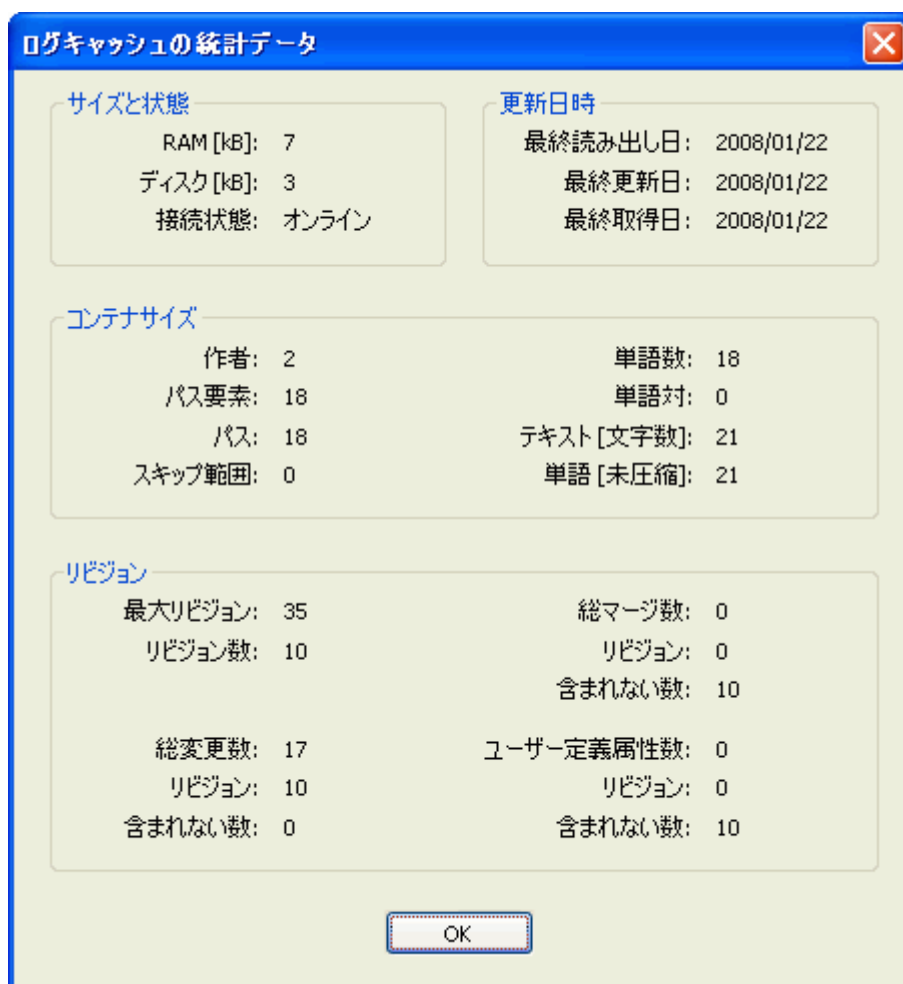 ログキャッシュの統計データ
サイズと状態
RAM [kB]: 7
ディスク [kB]: 3
接続状態: オンライン
更新日時
最終読み出し日: 2008/01/22
最終更新日: 2008/01/22
最終取得日: 2008/01/22
コンテナサイズ
作者: 2
パス要素: 18
パス: 18
スキップ範囲: 0
単語数: 18
単語対: 0
テキスト [文字数]: 21
単語 [未圧縮]: 21
リビジョン
最大リビジョン: 35
リビジョン数: 10
総マージ数: 0
リビジョン: 0
含まれない数: 10
総変更数: 17
リビジョン: 10
含まれない数: 0
ユーザー定義属性数: 0
リビジョン: 0
含まれない数: 10
OK